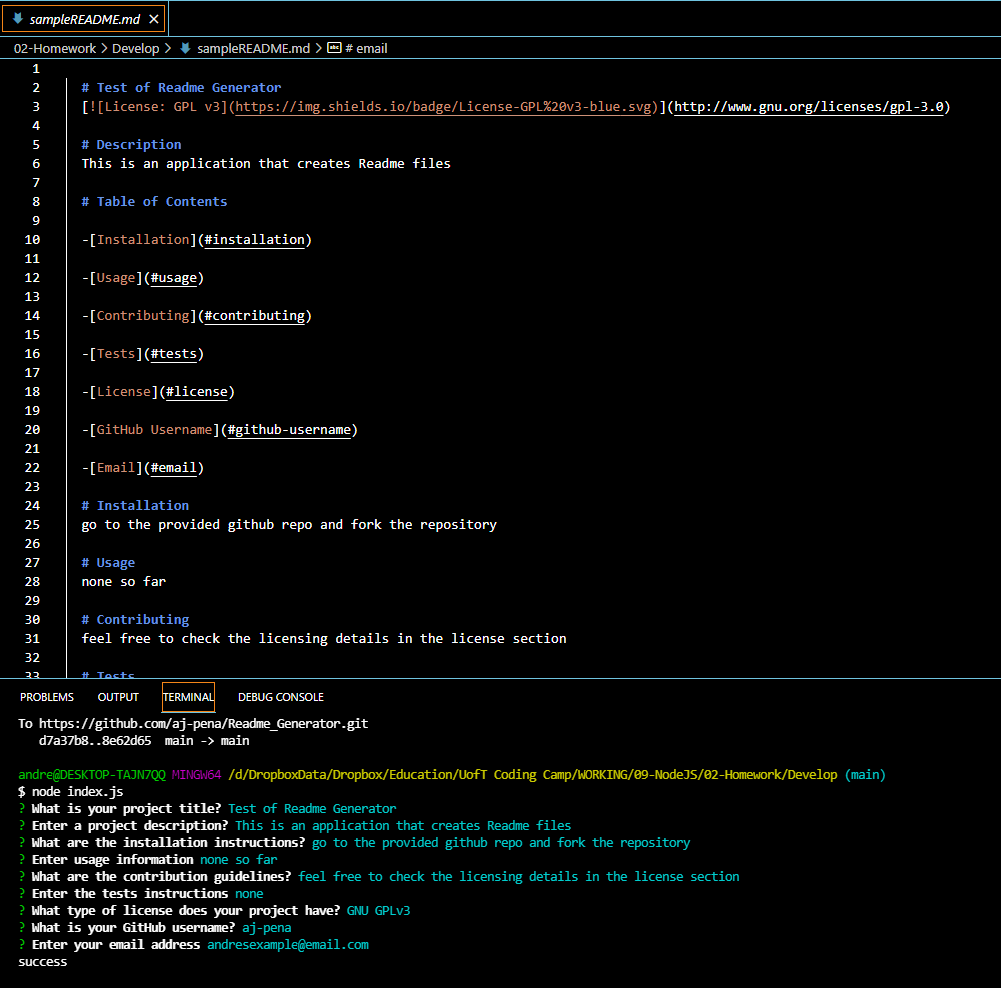 sampleREADME.md ×
02-Homework > Develop > sampleREADME.md > # email
1
2 # Test of Readme Generator
3 [![License: GPL v3](https://img.shields.io/badge/License-GPL%20v3-blue.svg)](http://www.gnu.org/licenses/gpl-3.0)
4
5 # Description
6 This is an application that creates Readme files
7
8 # Table of Contents
9
10 -[Installation](#installation)
11
12 -[Usage](#usage)
13
14 -[Contributing](#contributing)
15
16 -[Tests](#tests)
17
18 -[License](#license)
19
20 -[GitHub Username](#github-username)
21
22 -[Email](#email)
23
24 # Installation
25 go to the provided github repo and fork the repository
26
27 # Usage
28 none so far
29
30 # Contributing
31 feel free to check the licensing details in the license section
32
33 # Tests
PROBLEMS OUTPUT TERMINAL DEBUG CONSOLE
To https://github.com/aj-pena/Readme_Generator.git
d7a37b8..8e62d65 main -> main
andre@DESKTOP-TAJN7QQ MINGW64 /d/DropboxData/Dropbox/Education/UofT Coding Camp/WORKING/09-NodeJS/02-Homework/Develop (main)
$ node index.js
? What is your project title? Test of Readme Generator
? Enter a project description? This is an application that creates Readme files
? What are the installation instructions? go to the provided github repo and fork the repository
? Enter usage information none so far
? What are the contribution guidelines? feel free to check the licensing details in the license section
? Enter the tests instructions none
? What type of license does your project have? GNU GPLv3
? What is your GitHub username? aj-pena
? Enter your email address andresexample@email.com
success